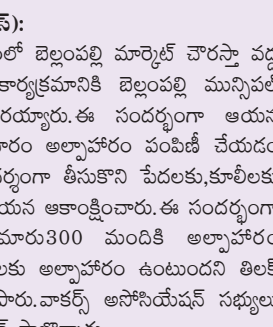 స్):
లో బెల్లంపల్లి మార్కెట్ చౌరస్తా వద్ద
కార్యక్రమానికి బెల్లంపల్లి మున్సిపల్
రయ్యారు.ఈ సందర్భంగా ఆయన
ారం అల్పాహారం పంపిణీ చేయడం
ర్శంగా తీసుకొని పేదలకు,కూలీలకు
యన ఆకాంక్షించారు.ఈ సందర్భంగా
మారు300 మందికి అల్పాహారం
లకు అల్పాహారం ఉంటుందని తిలక్
పారు.వాకర్స్ అసోసియేషన్ సభ్యులు